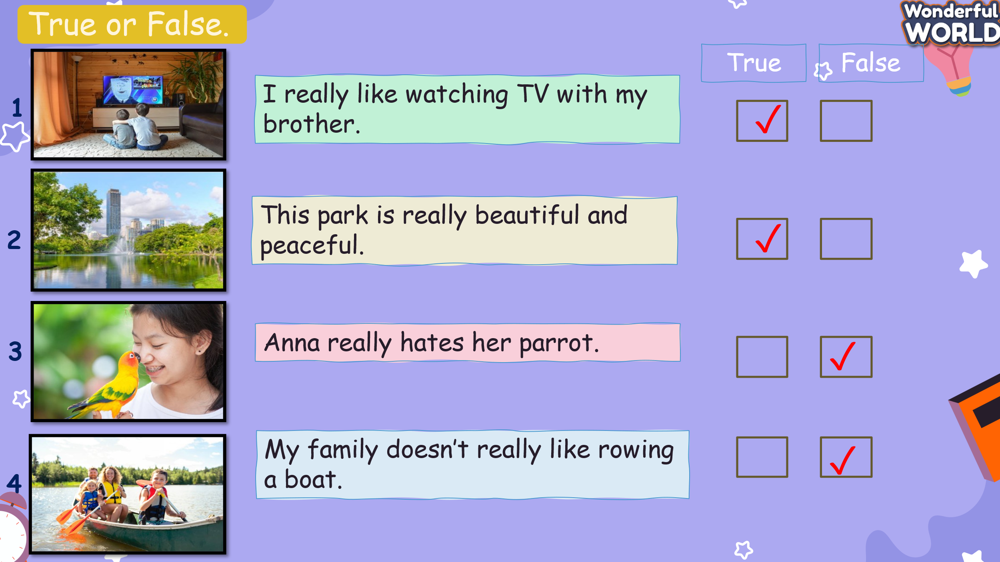 True or False.
Wonderful
WORLD
True
False
1
I really like watching TV with my
brother.
✓
2
This park is really beautiful and
peaceful.
✓
3
Anna really hates her parrot.
✓
4
My family doesn't really like rowing
a boat.
✓